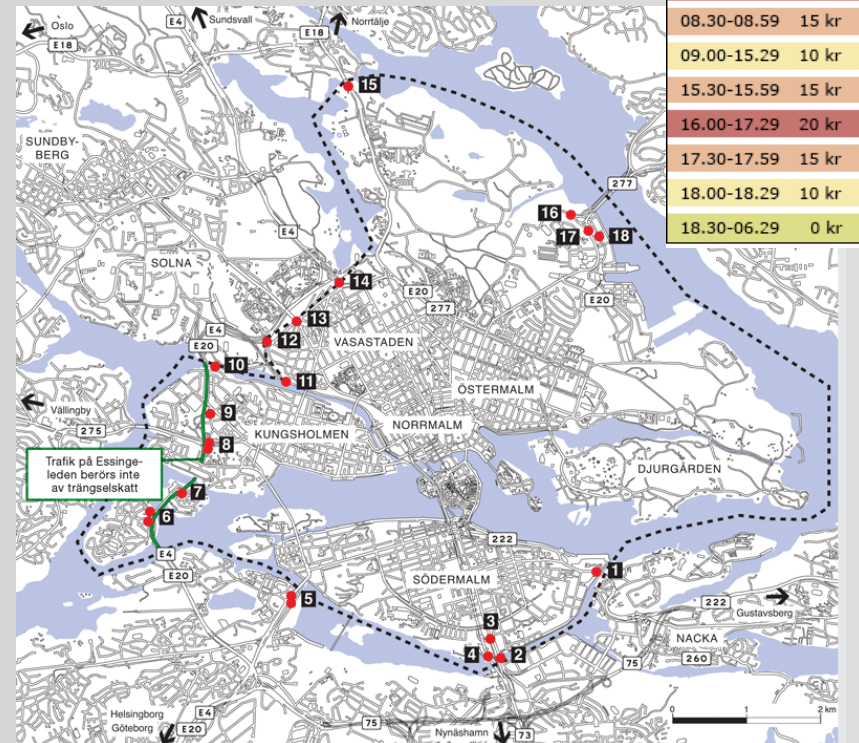 08.30-08.59 15 kr
09.00-15.29 10 kr
15.30-15.59 15 kr
16.00-17.29 20 kr
17.30-17.59 15 kr
18.00-18.29 10 kr
18.30-06.29 0 kr
Oslo
E18
E4
Sundsvall
E18
Norrtälje
15
SUNDBY-
BERG
277
16
17
18
E4
SOLNA
14
E20
277
E20
13
E4
E20
12
VASASTADEN
10
11
ÖSTERMALM
Vällingby
9
275
KUNGSHOLMEN
NORRMALM
8
Trafik på Essinge-
leden berörs inte
av trängselskatt
DJURGÅRDEN
7
6
222
E4
E20
SÖDERMALM
1
5
222
Gustavsberg
3
NACKA
4
2
75
260
Helsingborg
Göteborg
E4
E20
75
Nynäshamn
73
0
1
2 km